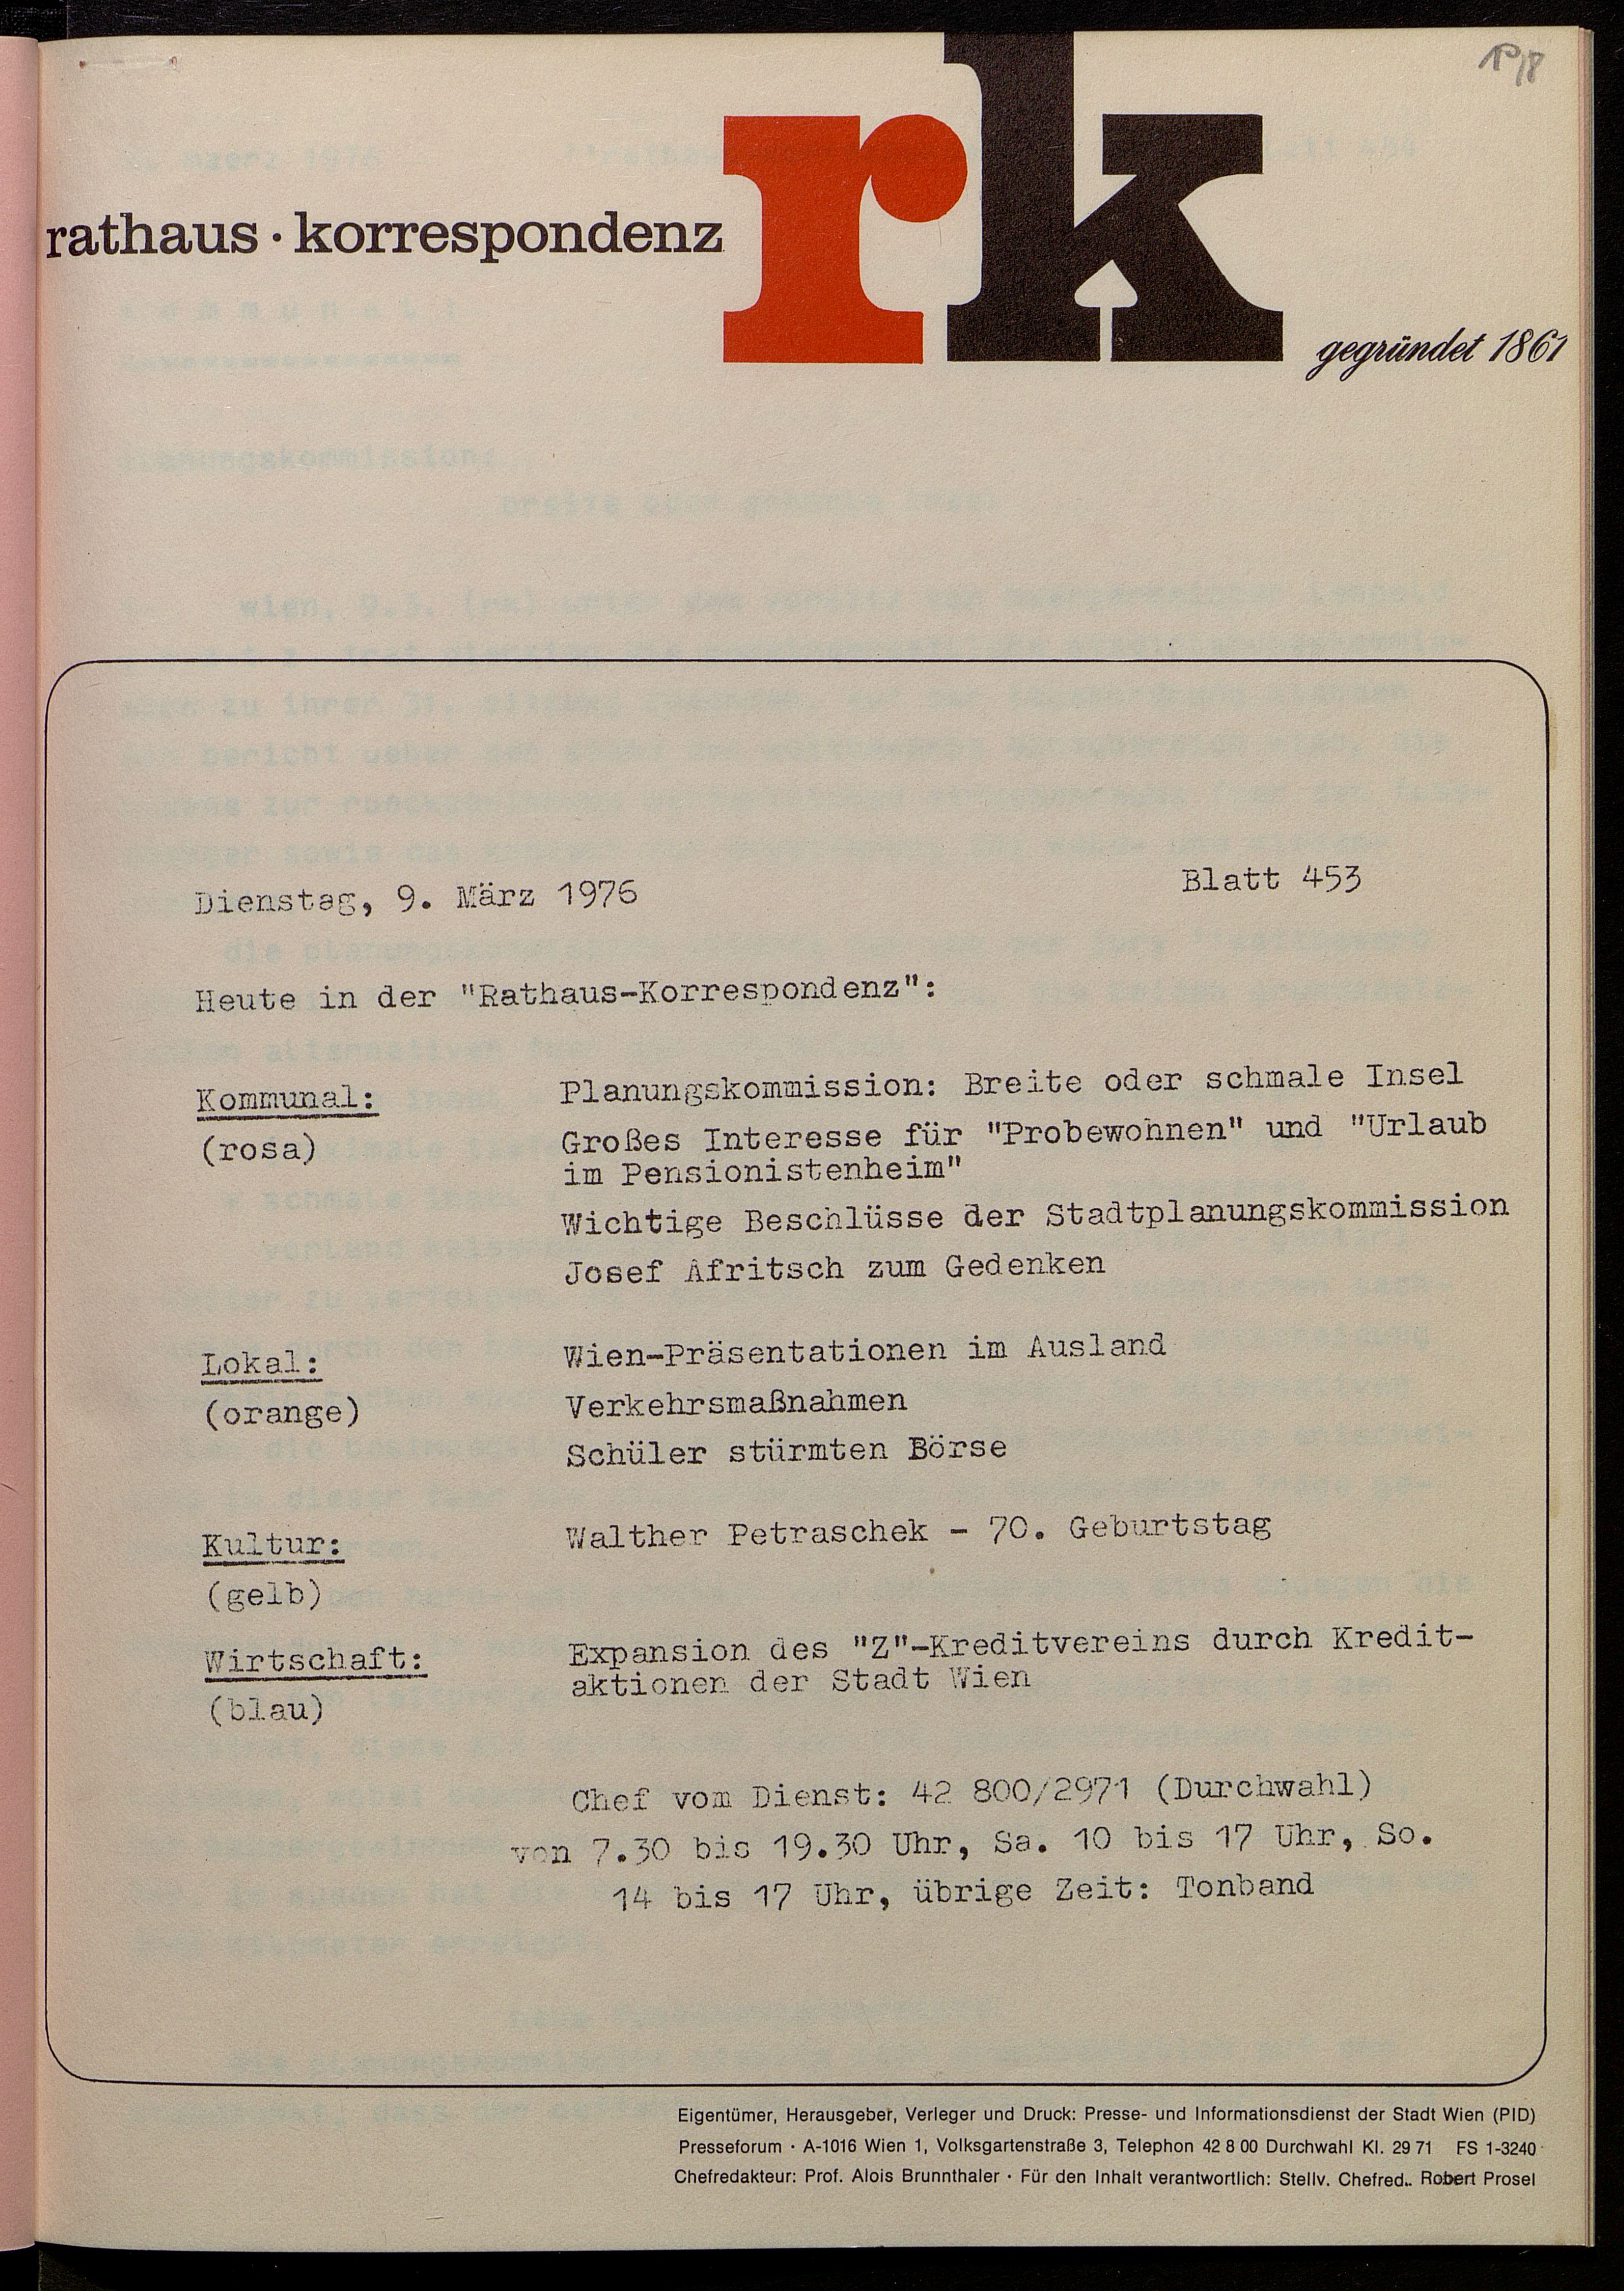 rathaus · korrespondenz
rk
gegründet 1861
Dienstag, 9. März 1976
Blatt 453
Heute in der "Rathaus-Korrespondenz":
Kommunal:
(rosa)
Planungskommission: Breite oder schmale Insel
Großes Interesse für "Probewohnen" und "Urlaub
im Pensionistenheim"
Wichtige Beschlüsse der Stadtplanungskommission
Josef Afritsch zum Gedenken
Lokal:
(orange)
Wien-Präsentationen im Ausland
Verkehrsmaßnahmen
Schüler stürmten Börse
Kultur:
(gelb)
Walther Petraschek - 70. Geburtstag
Wirtschaft:
(blau)
Expansion des "Z"-Kreditvereins durch Kredit-
aktionen der Stadt Wien
Chef vom Dienst: 42 800/2971 (Durchwahl)
von 7.30 bis 19.30 Uhr, Sa. 10 bis 17 Uhr, So.
14 bis 17 Uhr, übrige Zeit: Tonband
Eigentümer, Herausgeber, Verleger und Druck: Presse- und Informationsdienst der Stadt Wien (PID)
Presseforum · A-1016 Wien 1, Volksgartenstraße 3, Telephon 42 8 00 Durchwahl Kl. 29 71 FS 1-3240
Chefredakteur: Prof. Alois Brunnthaler · Für den Inhalt verantwortlich: Stellv. Chefred.. Robert Prosel